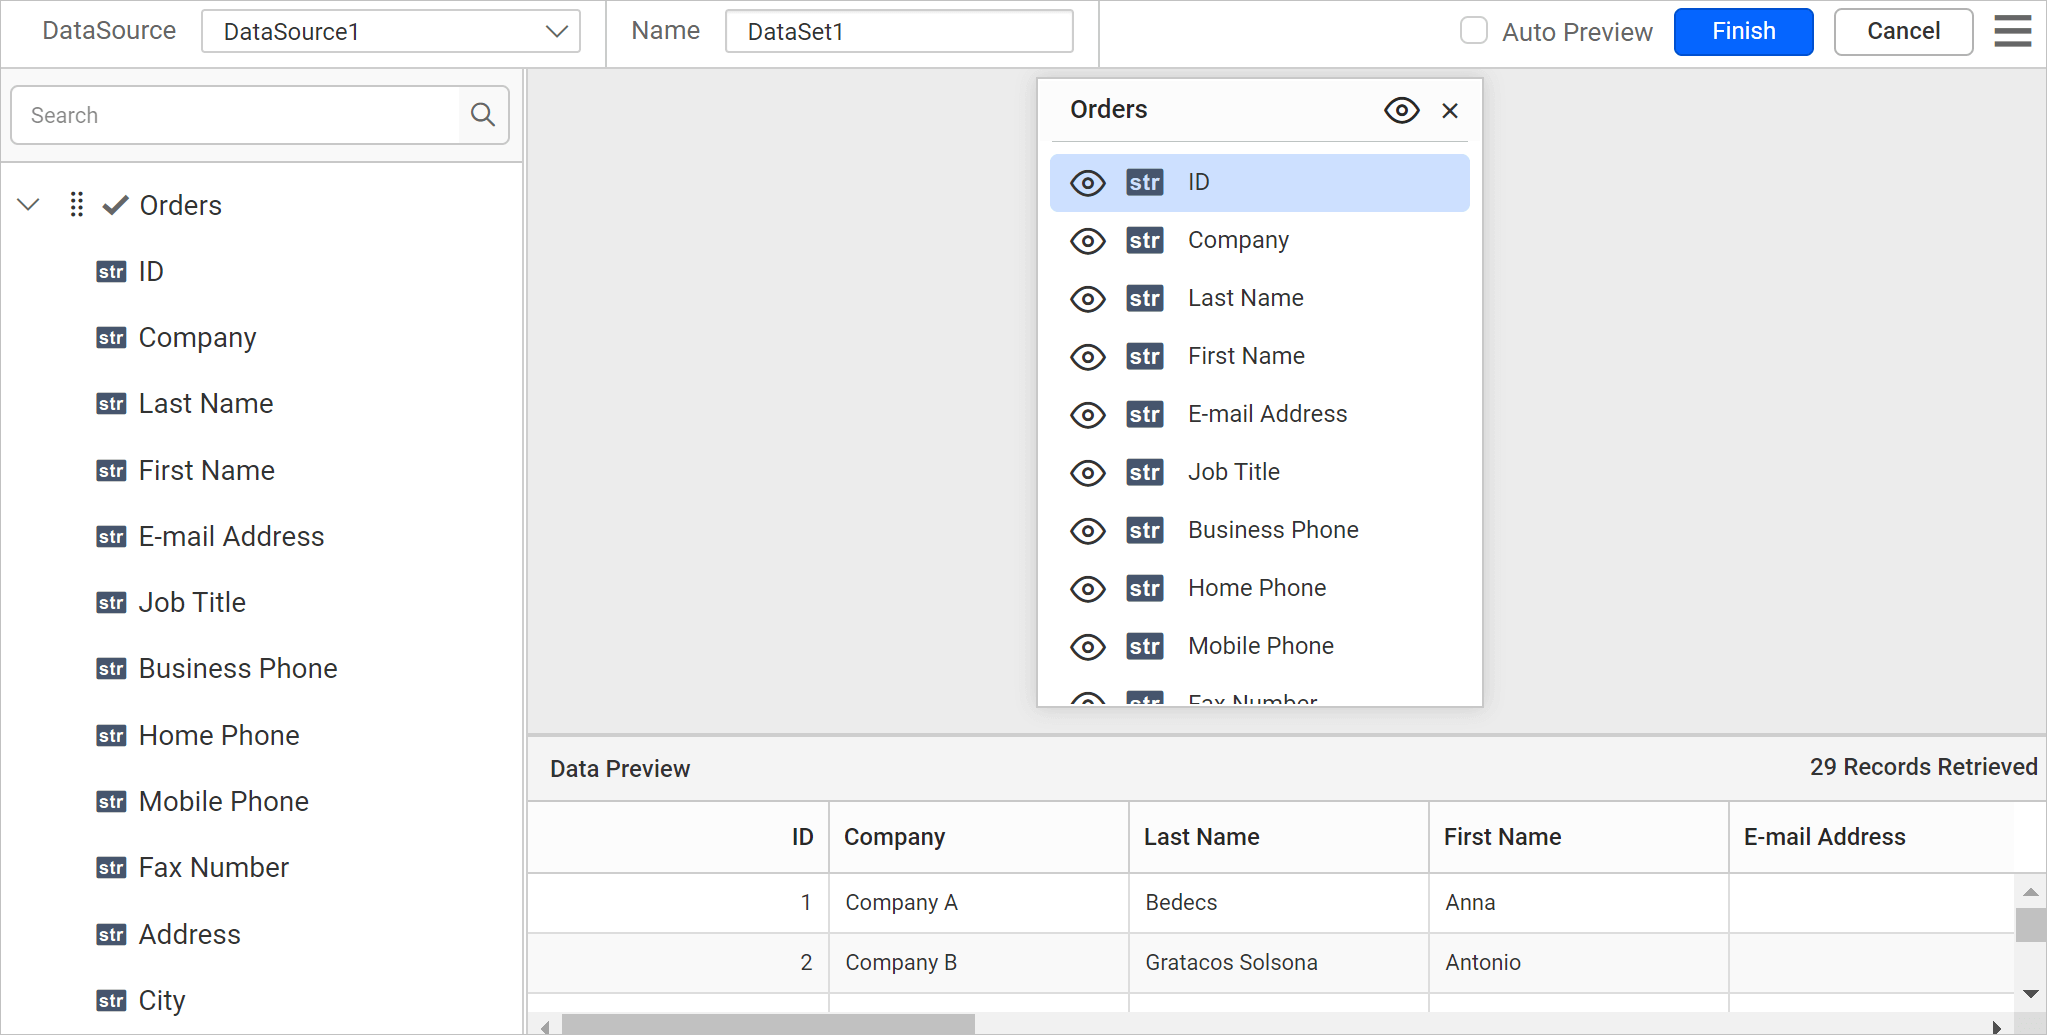 DataSource DataSource1 Name DataSet1 Auto Preview Finish Cancel
Search
Orders
str ID
str Company
str Last Name
str First Name
str E-mail Address
str Job Title
str Business Phone
str Home Phone
str Mobile Phone
str Fax Number
str Address
str City
Orders
str ID
str Company
str Last Name
str First Name
str E-mail Address
str Job Title
str Business Phone
str Home Phone
str Mobile Phone
str Fax Number
Data Preview 29 Records Retrieved
ID Company Last Name First Name E-mail Address
1 Company A Bedecs Anna
2 Company B Gratacos Solsona Antonio